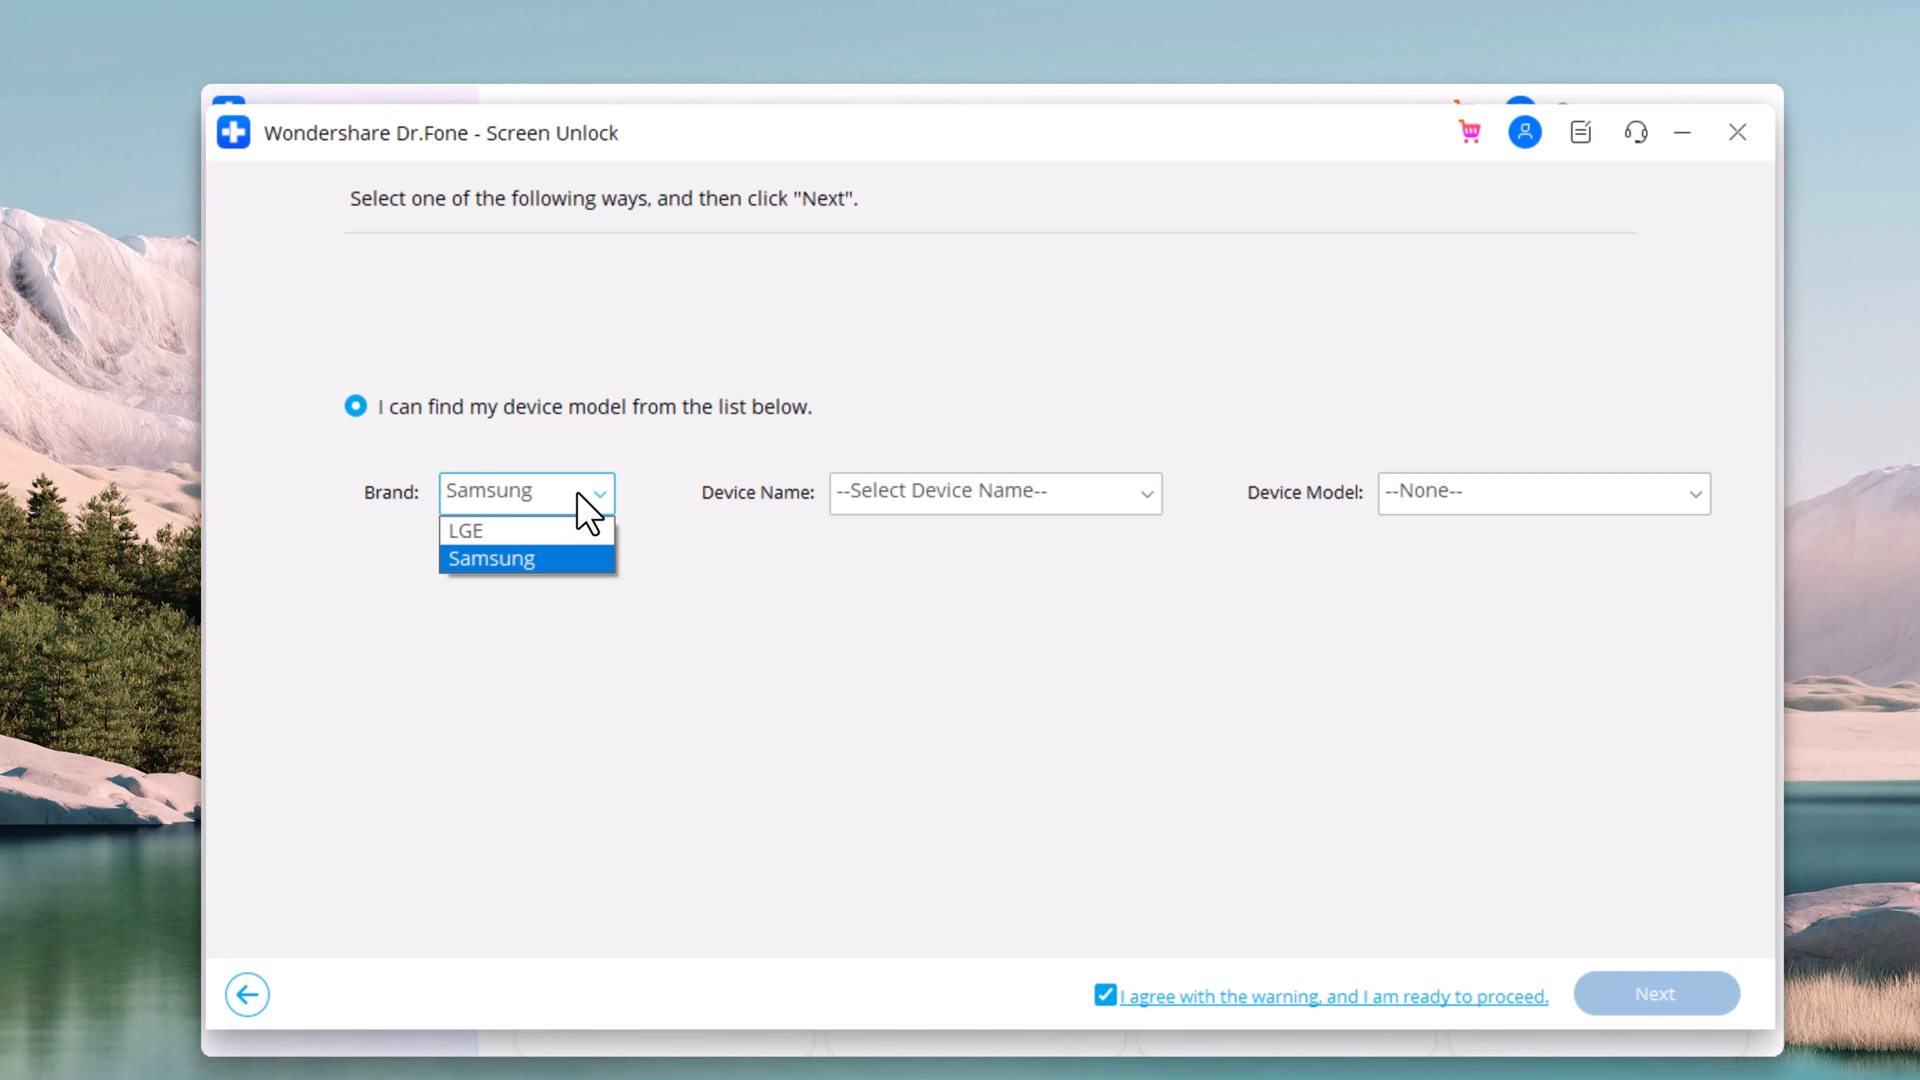 Wondershare Dr.Fone - Screen Unlock
Select one of the following ways, and then click "Next".
I can find my device model from the list below.
Brand: Samsung Device Name: --Select Device Name-- Device Model: --None--
LGE
Samsung
I agree with the warning, and I am ready to proceed. Next